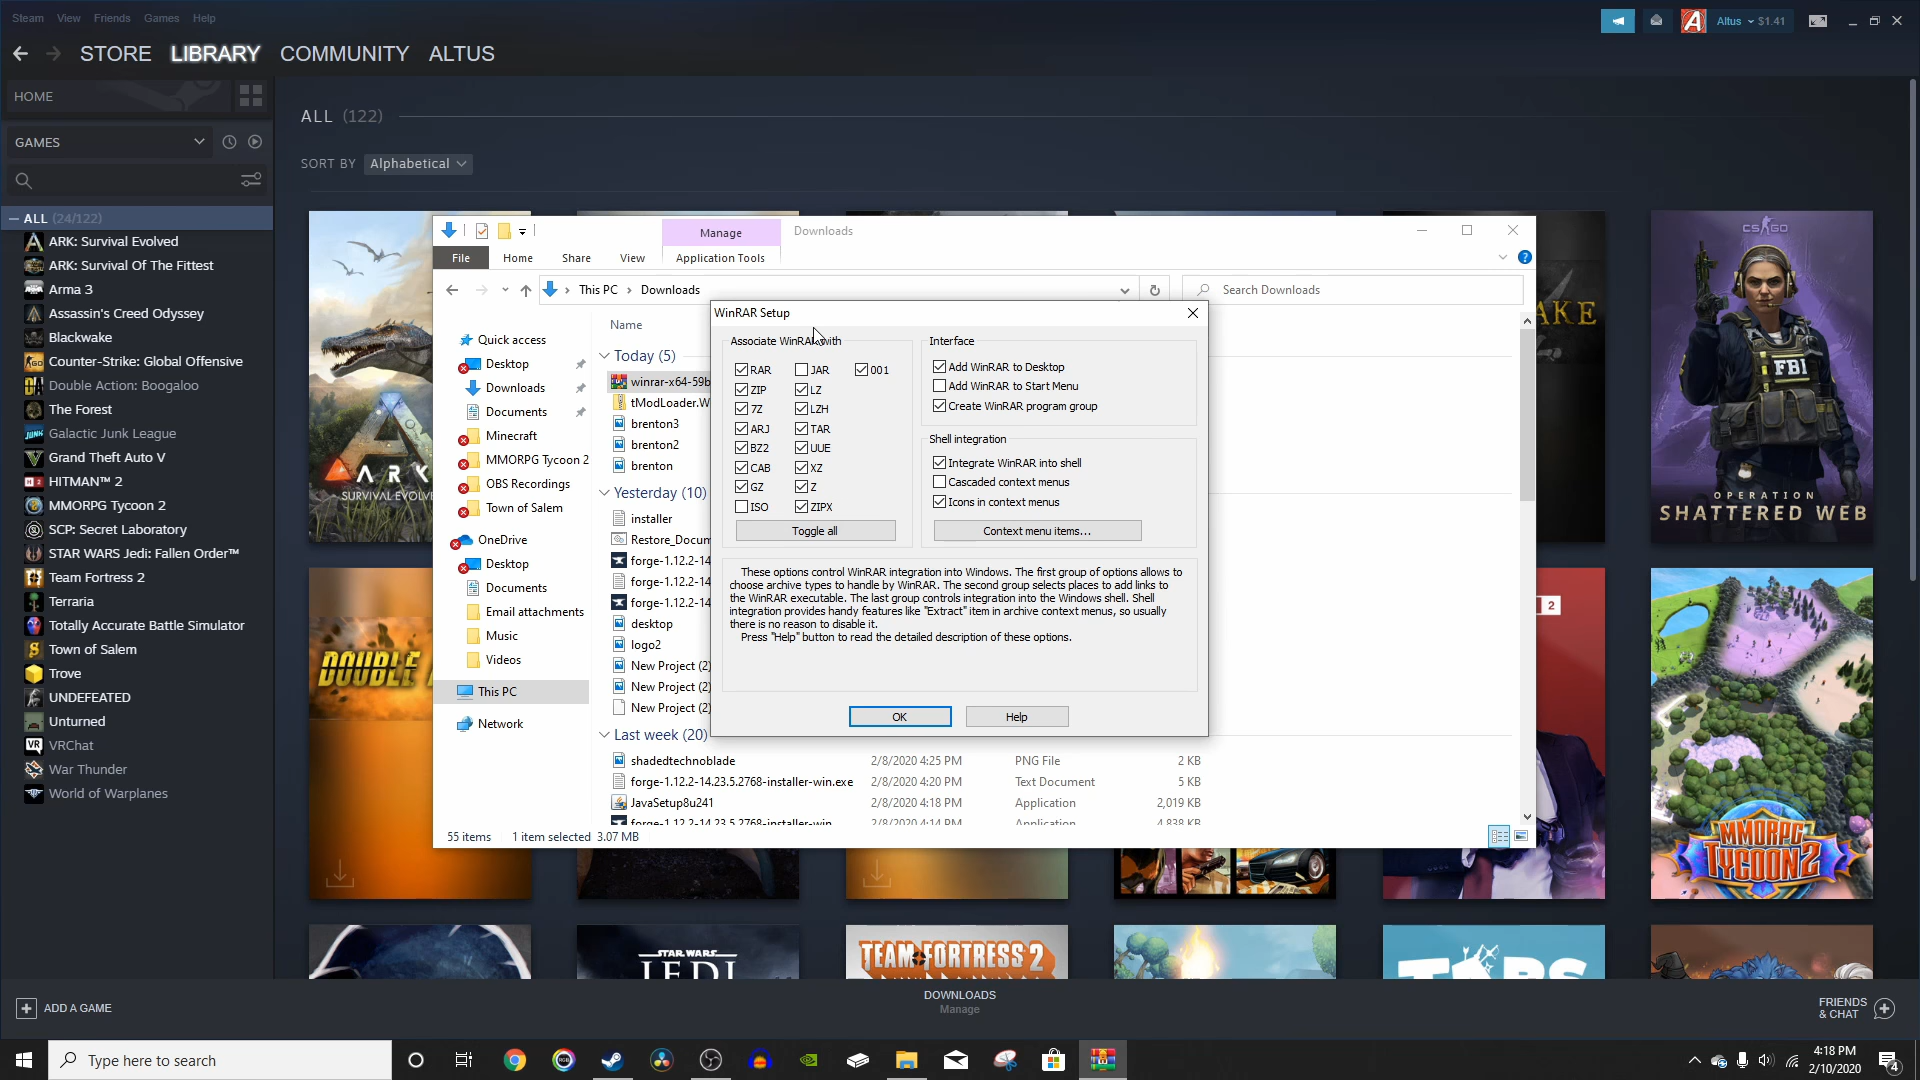 Steam View Friends Games Help
Altus $1.41
STORE LIBRARY COMMUNITY ALTUS
HOME
GAMES
ALL (24/122)
ARK: Survival Evolved
ARK: Survival Of The Fittest
Arma 3
Assassin's Creed Odyssey
Blackwake
Counter-Strike: Global Offensive
Double Action: Boogaloo
The Forest
Galactic Junk League
Grand Theft Auto V
HITMAN™ 2
MMORPG Tycoon 2
SCP: Secret Laboratory
STAR WARS Jedi: Fallen Order™
Team Fortress 2
Terraria
Totally Accurate Battle Simulator
Town of Salem
Trove
UNDEFEATED
Unturned
VRChat
War Thunder
World of Warplanes
ADD A GAME
ALL (122)
SORT BY Alphabetical
ARK
SURVIVAL EVOLVE
DOUBLE
AKE
CS GO
FBI
OPERATION
SHATTERED WEB
2
MMORPG
TYCOON 2
STAR WARS
JEDI
TEAM FORTRESS 2
TABS
Manage Downloads
File Home Share View Application Tools
This PC Downloads
Search Downloads
Quick access
Desktop
Downloads
Documents
Minecraft
MMORPG Tycoon 2
OBS Recordings
Town of Salem
OneDrive
Desktop
Documents
Email attachments
Music
Videos
This PC
Network
Name
Today (5)
winrar-x64-59b
tModLoader.W
brenton3
brenton2
brenton
Yesterday (10)
installer
Restore_Docum
forge-1.12.2-14
forge-1.12.2-14
forge-1.12.2-14
desktop
logo2
New Project (2)
New Project (2)
New Project (2)
Last week (20)
shadedtechnoblade 2/8/2020 4:25 PM PNG File 2 KB
forge-1.12.2-14.23.5.2768-installer-win.exe 2/8/2020 4:20 PM Text Document 5 KB
JavaSetup8u241 2/8/2020 4:18 PM Application 2,019 KB
forge-1.12.2-14.23.5.2768-installer-win 2/8/2020 4:14 PM Application 4,838 KB
55 items 1 item selected 3.07 MB
WinRAR Setup
Associate WinRAR with
RAR JAR 001
ZIP LZ
7Z LZH
ARJ TAR
BZ2 UUE
CAB XZ
GZ Z
ISO ZIPX
Toggle all
Interface
Add WinRAR to Desktop
Add WinRAR to Start Menu
Create WinRAR program group
Shell integration
Integrate WinRAR into shell
Cascaded context menus
Icons in context menus
Context menu items...
These options control WinRAR integration into Windows. The first group of options allows to
choose archive types to handle by WinRAR. The second group selects places to add links to
the WinRAR executable. The last group controls integration into the Windows shell. Shell
integration provides handy features like "Extract" item in archive context menus, so usually
there is no reason to disable it.
Press "Help" button to read the detailed description of these options.
OK Help
DOWNLOADS
Manage
FRIENDS
& CHAT
Type here to search
4:18 PM
2/10/2020
4